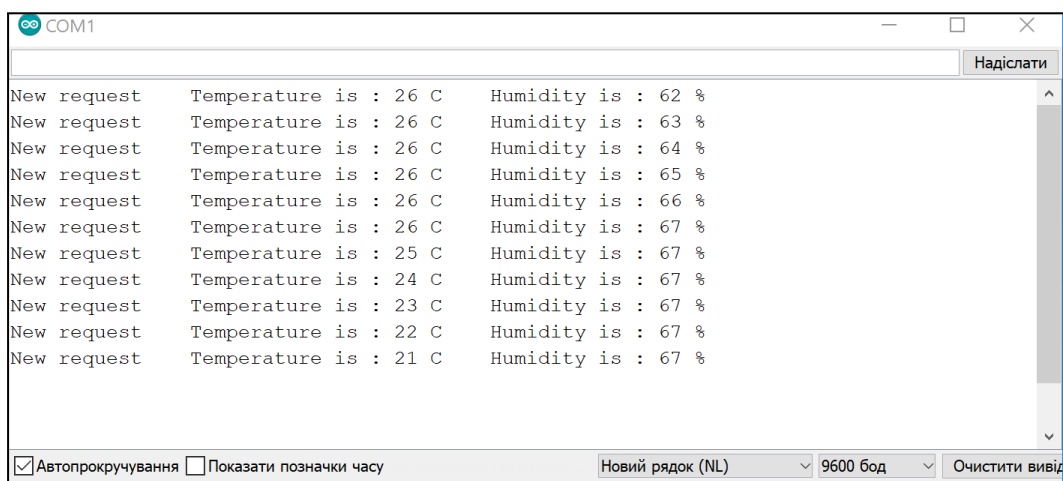 COM1
Надіслати
New request Temperature is : 26 C Humidity is : 62 %
New request Temperature is : 26 C Humidity is : 63 %
New request Temperature is : 26 C Humidity is : 64 %
New request Temperature is : 26 C Humidity is : 65 %
New request Temperature is : 26 C Humidity is : 66 %
New request Temperature is : 26 C Humidity is : 67 %
New request Temperature is : 25 C Humidity is : 67 %
New request Temperature is : 24 C Humidity is : 67 %
New request Temperature is : 23 C Humidity is : 67 %
New request Temperature is : 22 C Humidity is : 67 %
New request Temperature is : 21 C Humidity is : 67 %
Автопрокручування Показати позначки часу Новий рядок (NL) 9600 бод Очистити вивід